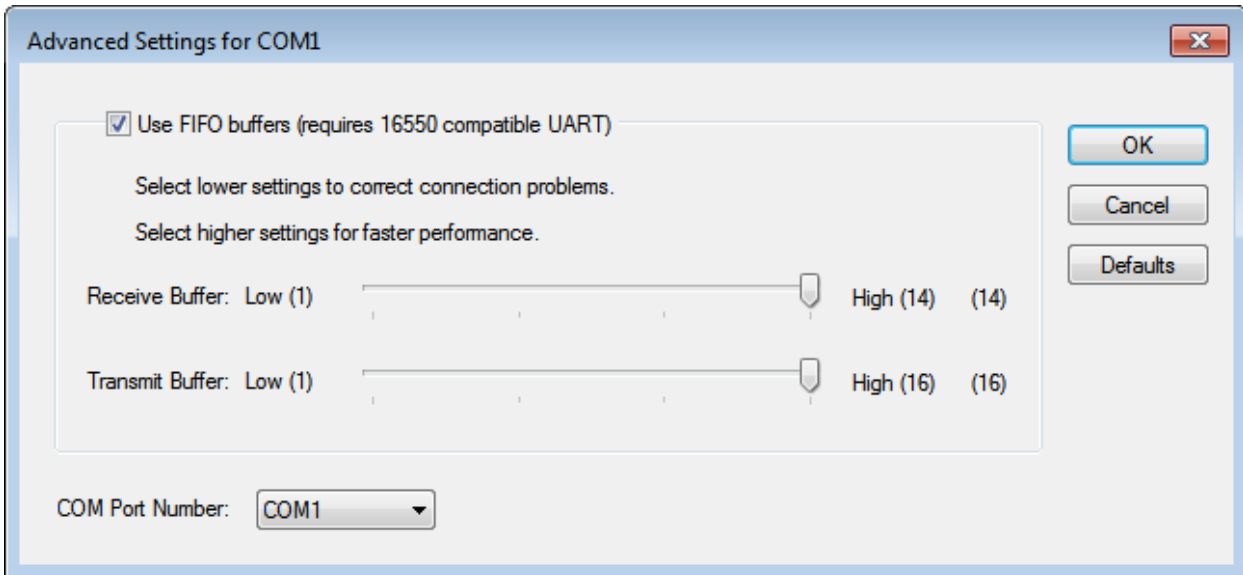 Advanced Settings for COM1
Use FIFO buffers (requires 16550 compatible UART)
Select lower settings to correct connection problems.
Select higher settings for faster performance.
Receive Buffer: Low (1) High (14) (14)
Transmit Buffer: Low (1) High (16) (16)
COM Port Number: COM1
OK
Cancel
Defaults